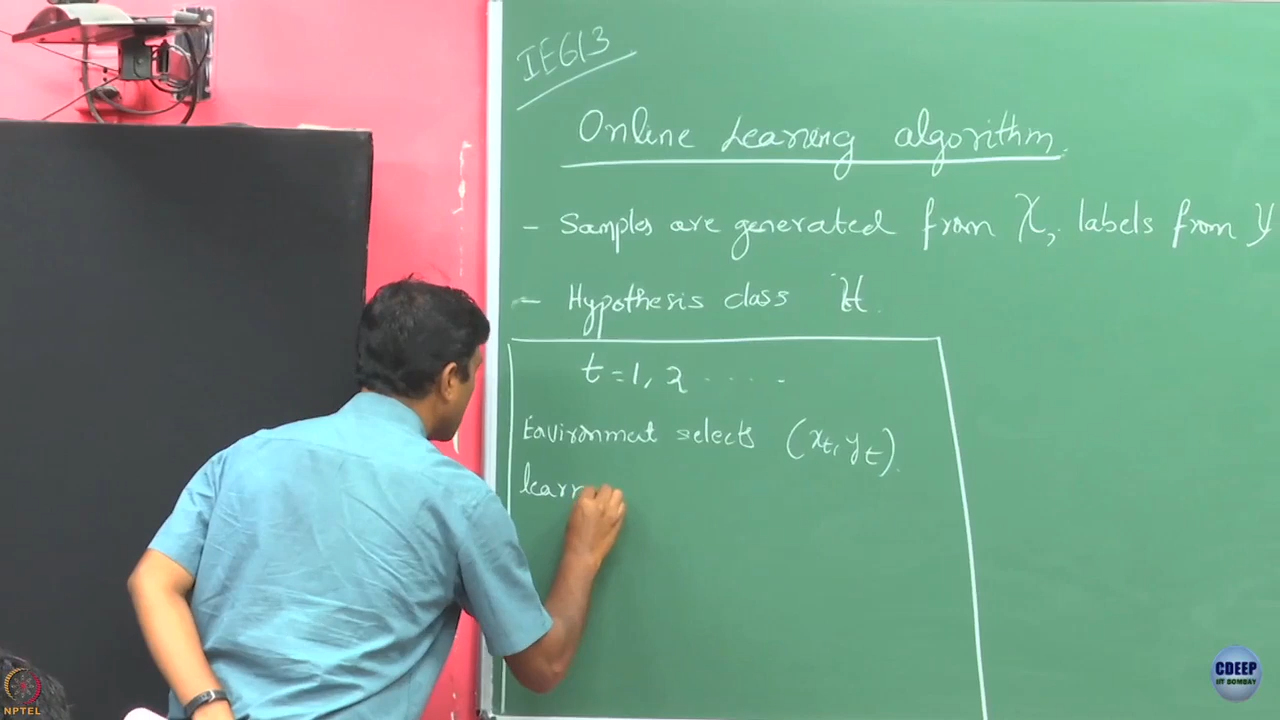 IE613
Online Learning algorithm.
- Samples are generated from X, labels from Y
- Hypothesis class H.
t=1, 2 . . . . .
Environment selects (xt, yt).
learn
NPTEL
CDEEP
IIT BOMBAY